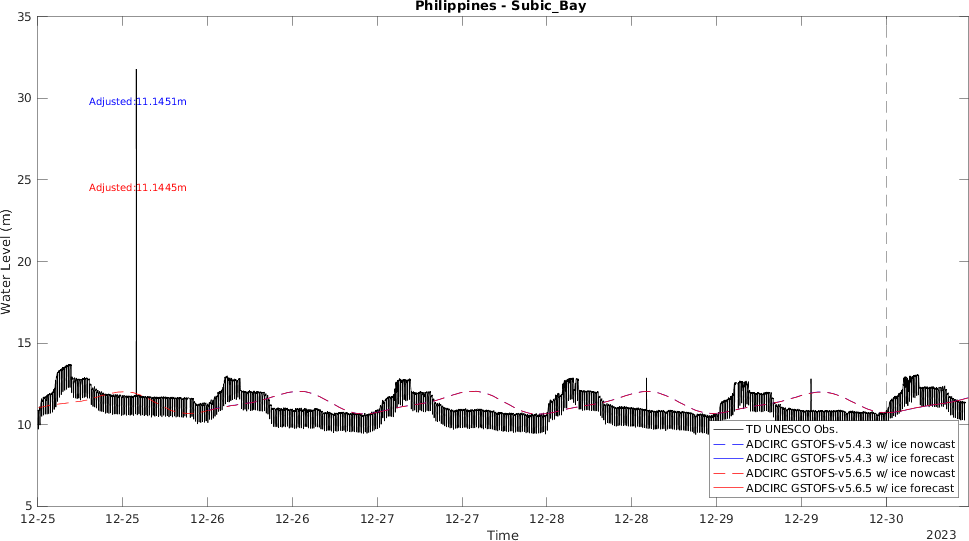 Philippines - Subic_Bay
35
30
25
20
15
10
5
Water Level (m)
Adjusted:11.1451m
Adjusted:11.1445m
TD UNESCO Obs.
ADCIRC GSTOFS-v5.4.3 w/ ice nowcast
ADCIRC GSTOFS-v5.4.3 w/ ice forecast
ADCIRC GSTOFS-v5.6.5 w/ ice nowcast
ADCIRC GSTOFS-v5.6.5 w/ ice forecast
12-25 12-25 12-26 12-26 12-27 12-27 12-28 12-28 12-29 12-29 12-30
Time
2023